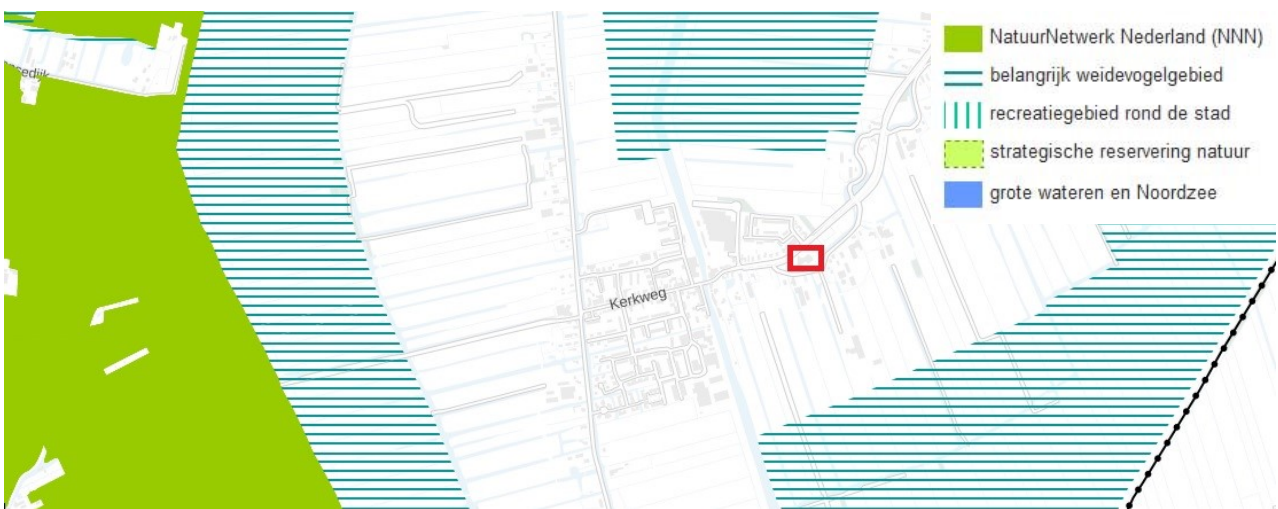 NatuurNetwerk Nederland (NNN)
belangrijk weidevogelgebied
recreatiegebied rond de stad
strategische reservering natuur
grote wateren en Noordzee
Kerkweg